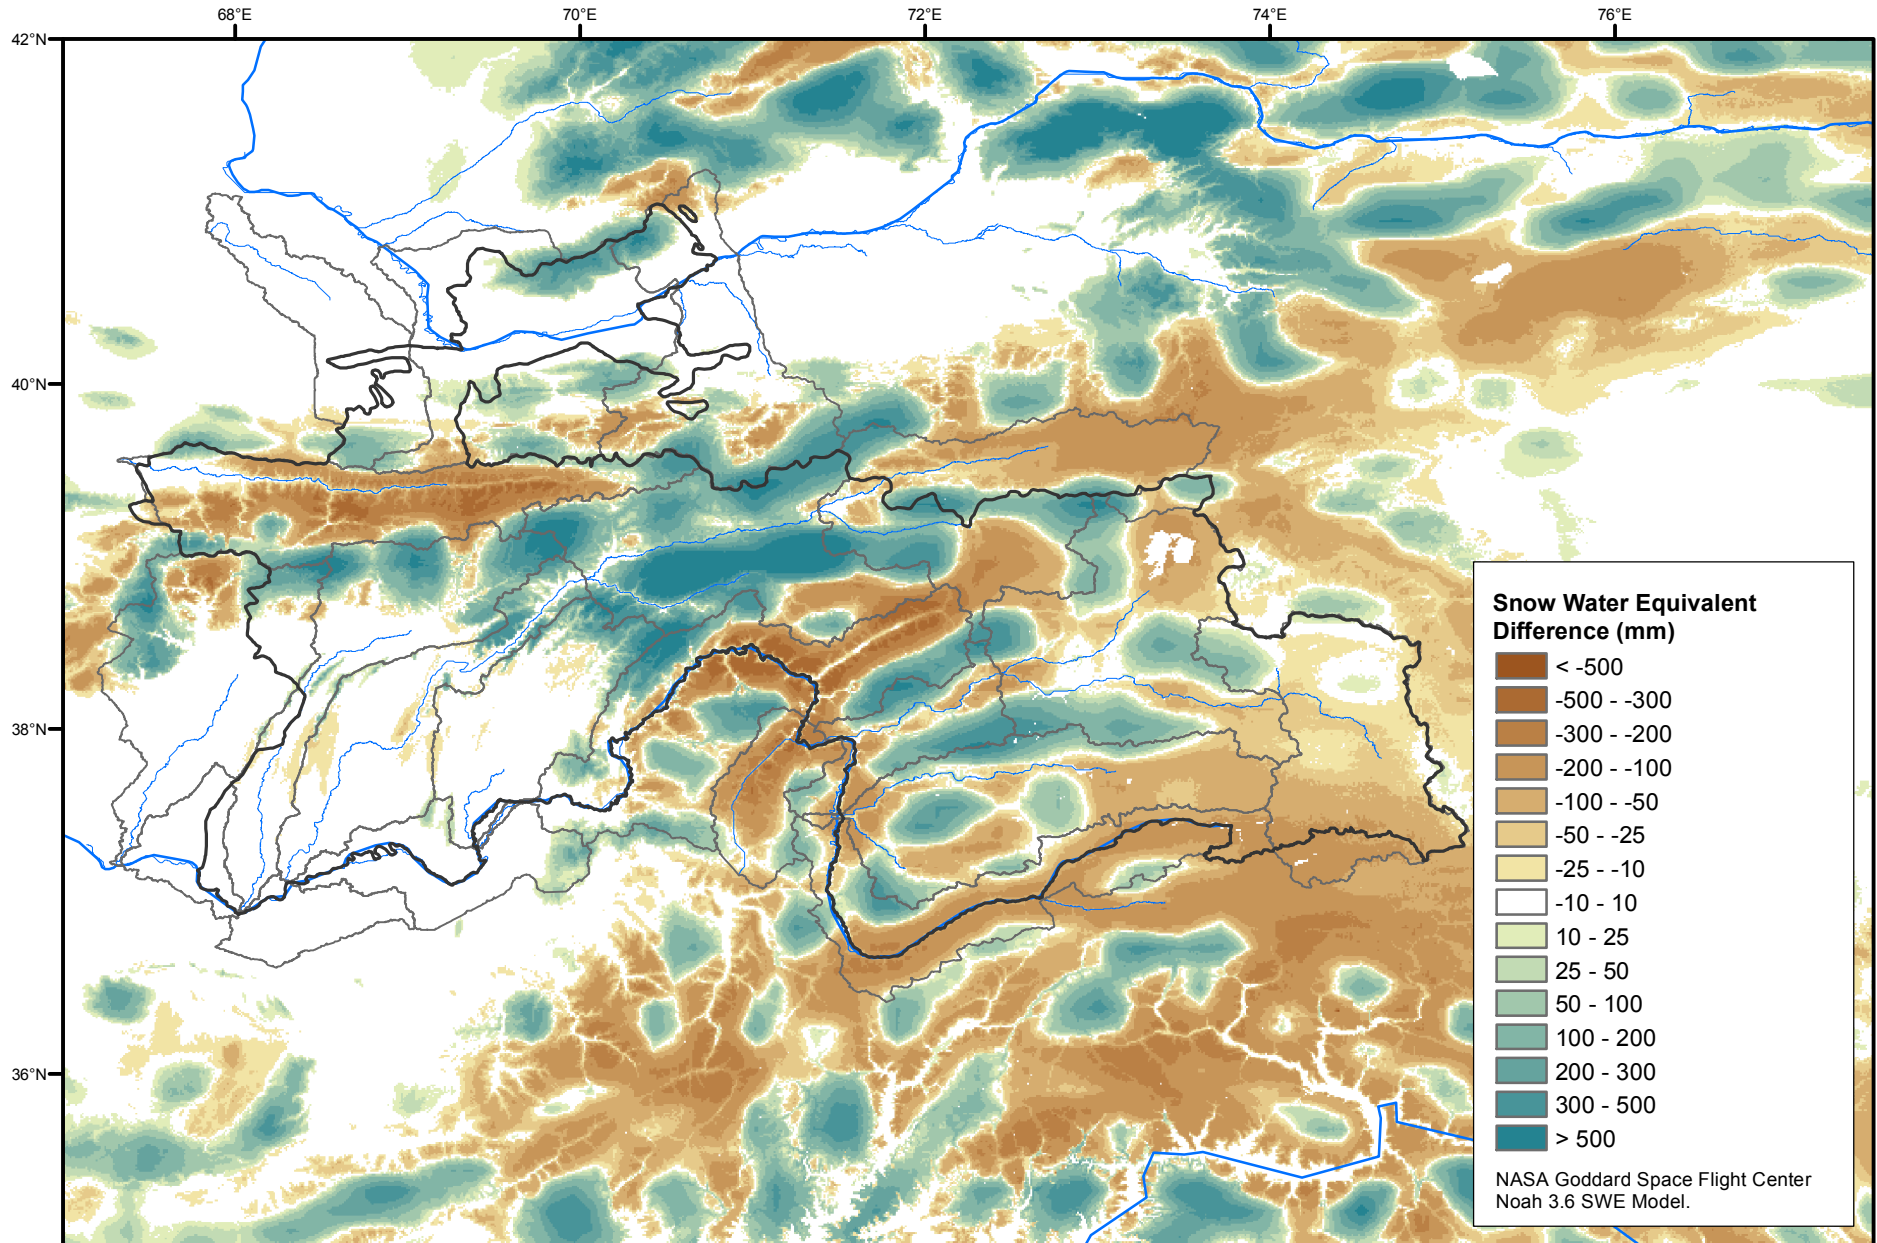 68°E
70°E
72°E
74°E
76°E
42°N
40°N
38°N
36°N
Snow Water Equivalent
Difference (mm)
< -500
-500 - -300
-300 - -200
-200 - -100
-100 - -50
-50 - -25
-25 - -10
-10 - 10
10 - 25
25 - 50
50 - 100
100 - 200
200 - 300
300 - 500
> 500
NASA Goddard Space Flight Center
Noah 3.6 SWE Model.